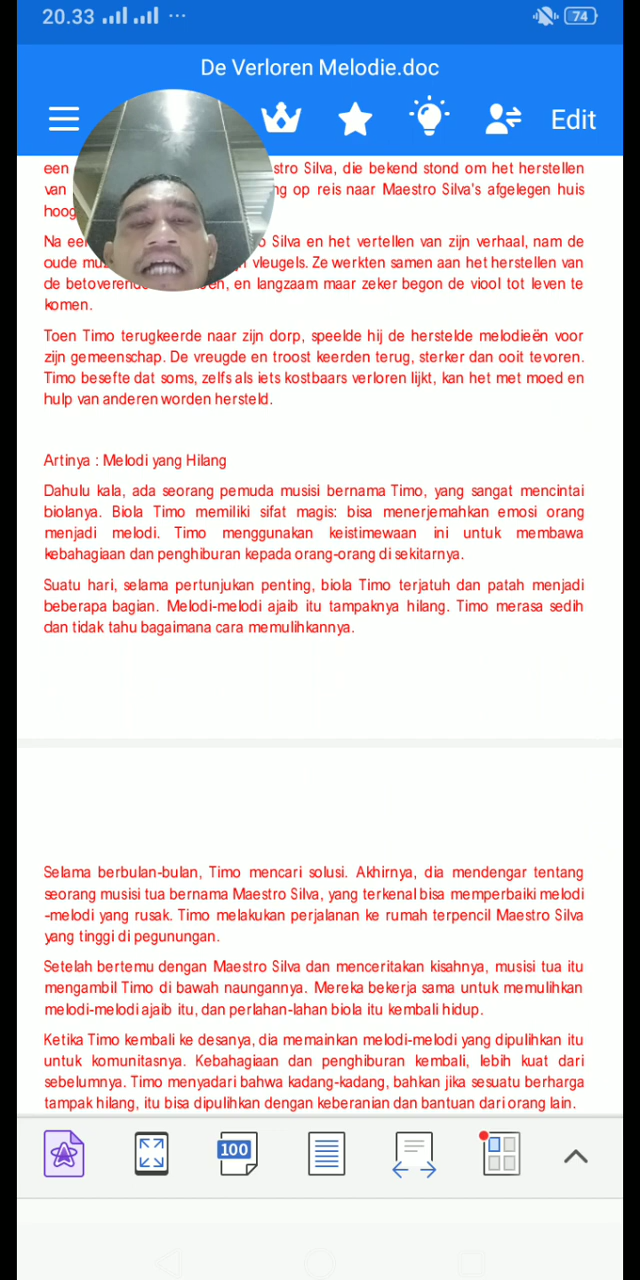 20.33
74
De Verloren Melodie.doc
Edit
een stro Silva, die bekend stond om het herstellen
van ng op reis naar Maestro Silva's afgelegen huis
hoog
Na een o Silva en het vertellen van zijn verhaal, nam de
oude vleugels. Ze werkten samen aan het herstellen van
de betoverend en, en langzaam maar zeker begon de viool tot leven te
komen.
Toen Timo terugkeerde naar zijn dorp, speelde hij de herstelde melodieën voor
zijn gemeenschap. De vreugde en troost keerden terug, sterker dan ooit tevoren.
Timo besefte dat soms, zelfs als iets kostbaars verloren lijkt, kan het met moed en
hulp van anderen worden hersteld.
Artinya : Melodi yang Hilang
Dahulu kala, ada seorang pemuda musisi bernama Timo, yang sangat mencintai
biolanya. Biola Timo memiliki sifat magis: bisa menerjemahkan emosi orang
menjadi melodi. Timo menggunakan keistimewaan ini untuk membawa
kebahagiaan dan penghiburan kepada orang-orang di sekitarnya.
Suatu hari, selama pertunjukan penting, biola Timo terjatuh dan patah menjadi
beberapa bagian. Melodi-melodi ajaib itu tampaknya hilang. Timo merasa sedih
dan tidak tahu bagaimana cara memulihkannya.
Selama berbulan-bulan, Timo mencari solusi. Akhirnya, dia mendengar tentang
seorang musisi tua bernama Maestro Silva, yang terkenal bisa memperbaiki melodi
-melodi yang rusak. Timo melakukan perjalanan ke rumah terpencil Maestro Silva
yang tinggi di pegunungan.
Setelah bertemu dengan Maestro Silva dan menceritakan kisahnya, musisi tua itu
mengambil Timo di bawah naungannya. Mereka bekerja sama untuk memulihkan
melodi-melodi ajaib itu, dan perlahan-lahan biola itu kembali hidup.
Ketika Timo kembali ke desanya, dia memainkan melodi-melodi yang dipulihkan itu
untuk komunitasnya. Kebahagiaan dan penghiburan kembali, lebih kuat dari
sebelumnya. Timo menyadari bahwa kadang-kadang, bahkan jika sesuatu berharga
tampak hilang, itu bisa dipulihkan dengan keberanian dan bantuan dari orang lain.
100